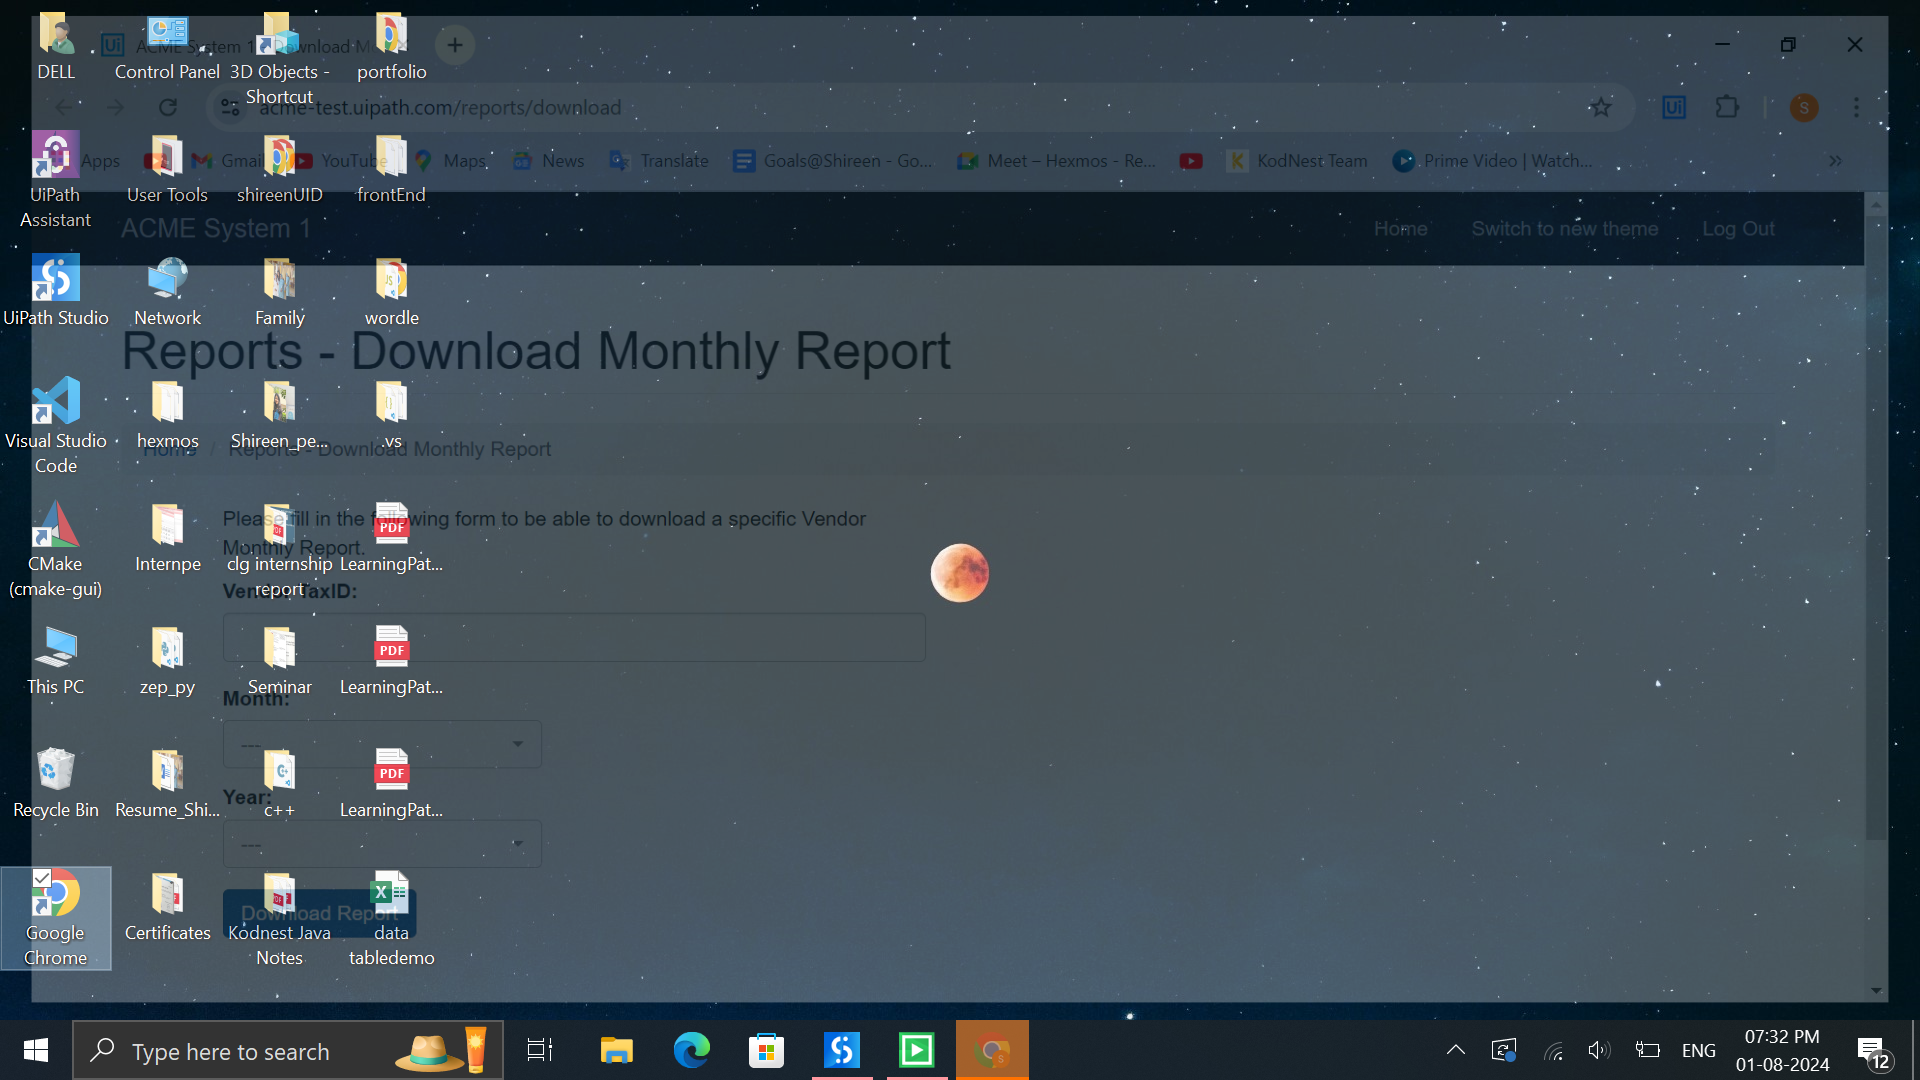 DELL
Control Panel
3D Objects -
Shortcut
portfolio
UiPath
Assistant
User Tools
shireenUID
frontEnd
UiPath Studio
Network
Family
wordle
Visual Studio
Code
hexmos
Shireen_pe...
.vs
CMake
(cmake-gui)
Internpe
clg internship
report
LearningPat...
This PC
zep_py
Seminar
LearningPat...
Recycle Bin
Resume_Shi...
c++
LearningPat...
Google
Chrome
Certificates
Kodnest Java
Notes
data
tabledemo
ACME System 1 - Download M
acme-test.uipath.com/reports/download
Apps
Gmail
YouTube
Maps
News
Translate
Goals@Shireen - Go...
Meet – Hexmos - Re...
KodNest Team
Prime Video | Watch...
ACME System 1
Home
Switch to new theme
Log Out
Reports - Download Monthly Report
Home / Reports - Download Monthly Report
Please fill in the following form to be able to download a specific Vendor
Monthly Report.
Vendor TaxID:
Month:
---
Year:
---
Download Report
Type here to search
ENG
07:32 PM
01-08-2024
12